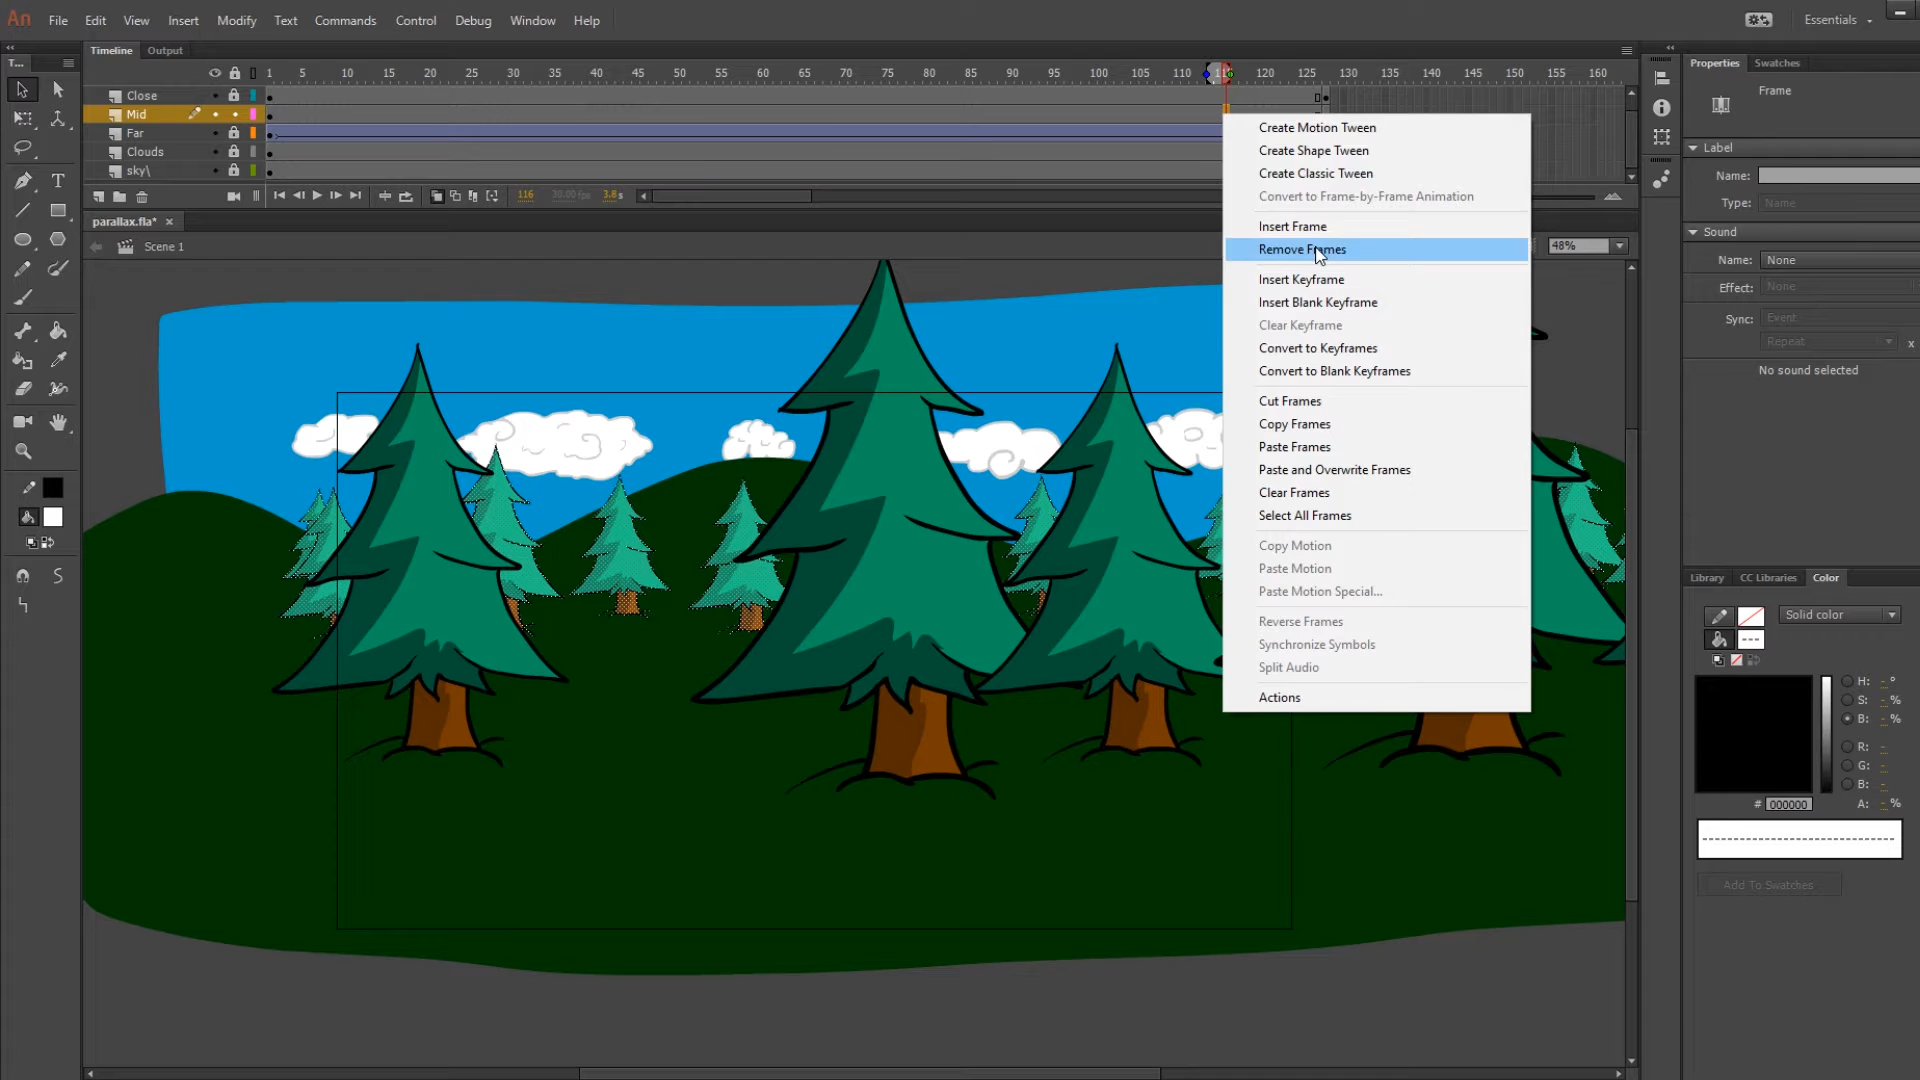 An File Edit View Insert Modify Text Commands Control Debug Window Help Essentials
Timeline Output
T... 1 5 10 15 20 25 30 35 40 45 50 55 60 65 70 75 80 85 90 95 100 105 110 120 125 130 135 140 145 150 155 160
Close
Mid
Far
Clouds
sky\
116 30.00 fps 3.8 s
parallax.fla* ×
Scene 1
48%
Create Motion Tween
Create Shape Tween
Create Classic Tween
Convert to Frame-by-Frame Animation
Insert Frame
Remove Frames
Insert Keyframe
Insert Blank Keyframe
Clear Keyframe
Convert to Keyframes
Convert to Blank Keyframes
Cut Frames
Copy Frames
Paste Frames
Paste and Overwrite Frames
Clear Frames
Select All Frames
Copy Motion
Paste Motion
Paste Motion Special...
Reverse Frames
Synchronize Symbols
Split Audio
Actions
Properties Swatches
Frame
Label
Name:
Type: Name
Sound
Name: None
Effect: None
Sync: Event
Repeat x
No sound selected
Library CC Libraries Color
Solid color
H: - °
S: - %
B: - %
R: -
G: -
B: -
# 000000 A: - %
Add To Swatches